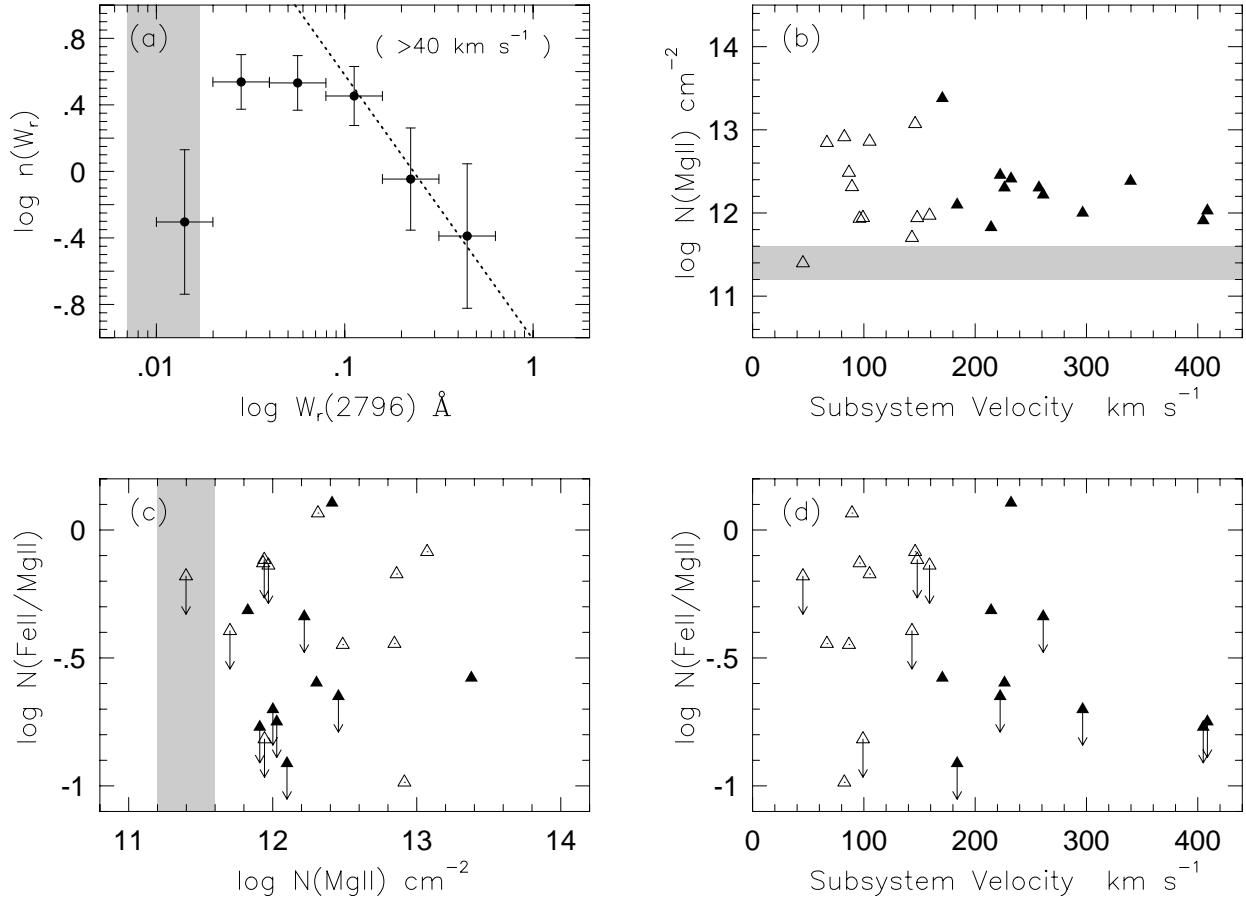 (a)
( >40 km s⁻¹ )
.8
.4
0
-.4
-.8
log n(Wᵣ)
.01
.1
1
log Wᵣ(2796) Å
(b)
14
13
12
11
log N(MgII) cm⁻²
0
100
200
300
400
Subsystem Velocity km s⁻¹
(c)
0
-.5
-1
log N(FeII/MgII)
11
12
13
14
log N(MgII) cm⁻²
(d)
0
-.5
-1
log N(FeII/MgII)
0
100
200
300
400
Subsystem Velocity km s⁻¹